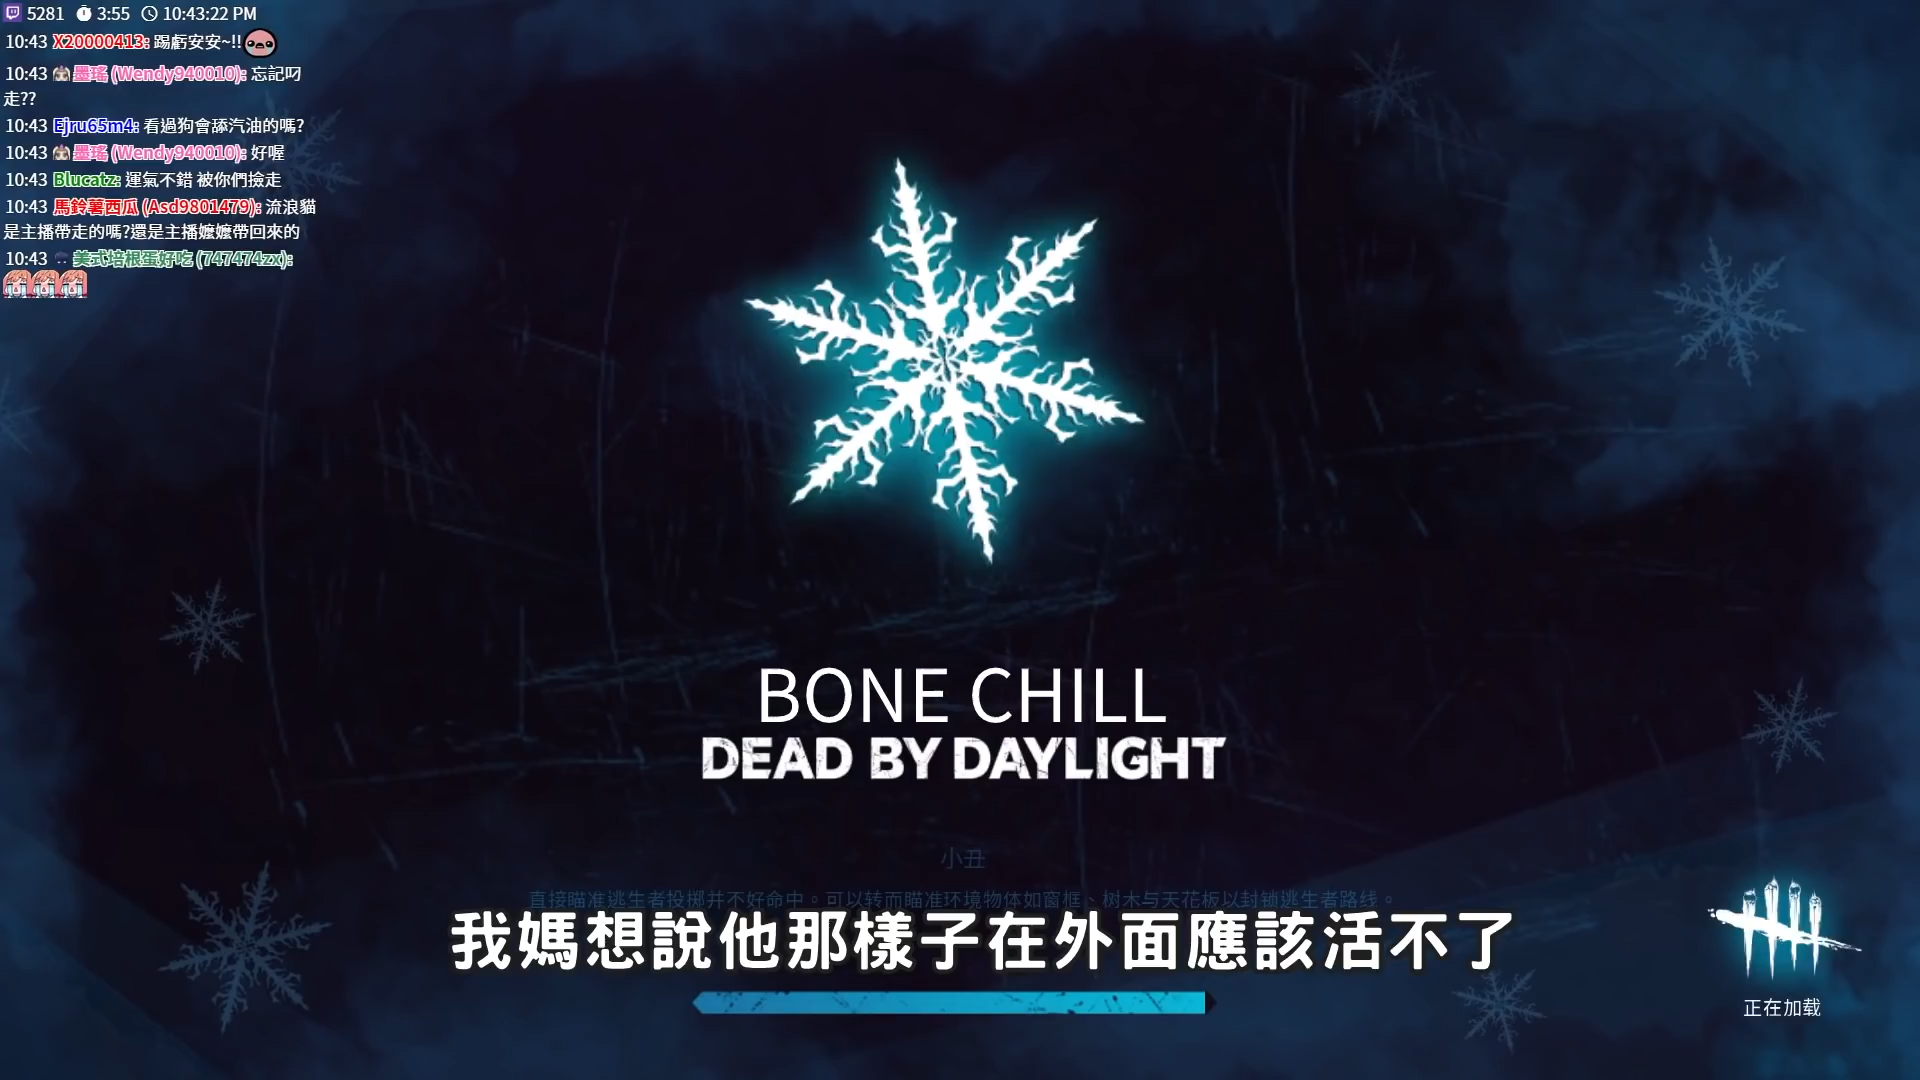 5281 3:55 10:43:22 PM
10:43 X20000413: 踢虧安安~!!
10:43 墨瑤 (Wendy940010): 忘記叼
走??
10:43 Ejru65m4: 看過狗會舔汽油的嗎?
10:43 墨瑤 (Wendy940010): 好喔
10:43 Blucatz: 運氣不錯 被你們撿走
10:43 馬鈴薯西瓜 (Asd9801479): 流浪貓
是主播帶走的嗎?還是主播嬤嬤帶回來的
10:43 美式培根蛋好吃 (747474zx):
BONE CHILL
DEAD BY DAYLIGHT
小丑
直接瞄准逃生者投掷并不好命中。可以转而瞄准环境物体如窗框、树木与天花板以封锁逃生者路线。
我媽想說他那樣子在外面應該活不了
正在加载